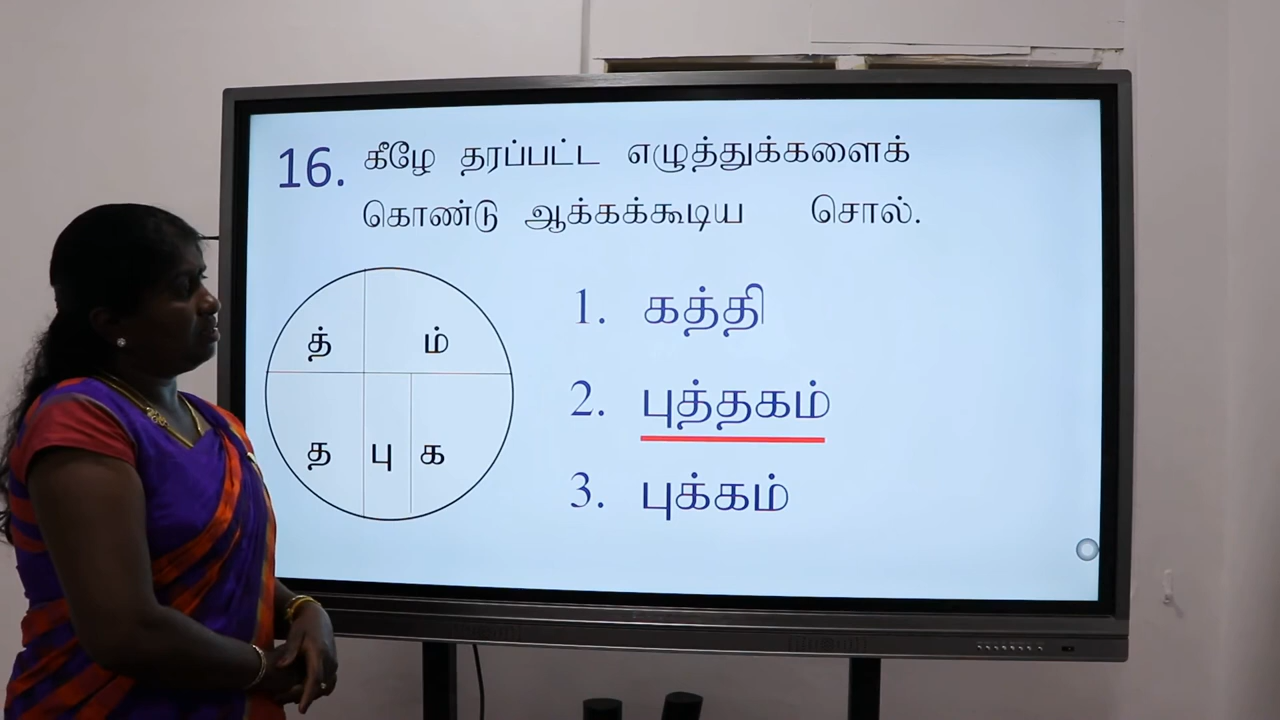 16. கீழே தரப்பட்ட எழுத்துக்களைக்
கொண்டு ஆக்கக்கூடிய சொல்.
த் ம்
த பு க
1. கத்தி
2. புத்தகம்
3. புக்கம்